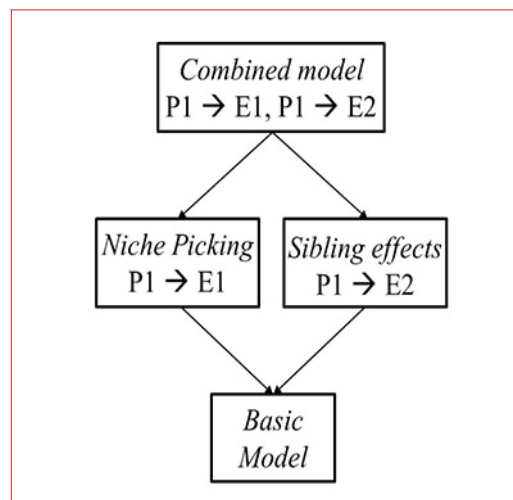 Combined model
P1 → E1, P1 → E2
Niche Picking
P1 → E1
Sibling effects
P1 → E2
Basic
Model